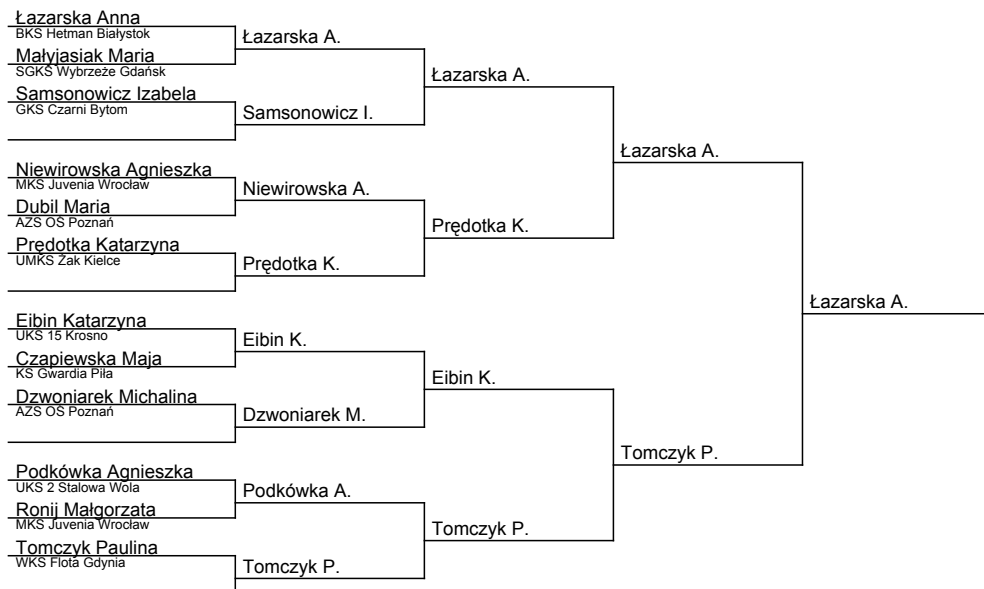 Łazarska Anna
BKS Hetman Białystok
Małyjasiak Maria
SGKS Wybrzeże Gdańsk
Samsonowicz Izabela
GKS Czarni Bytom
Niewirowska Agnieszka
MKS Juvenia Wrocław
Dubil Maria
AZS OŚ Poznań
Prędotka Katarzyna
UMKS Żak Kielce
Eibin Katarzyna
UKS 15 Krosno
Czapiewska Maja
KS Gwardia Piła
Dzwoniarek Michalina
AZS OŚ Poznań
Podkówka Agnieszka
UKS 2 Stalowa Wola
Ronij Małgorzata
MKS Juvenia Wrocław
Tomczyk Paulina
WKS Flota Gdynia
Łazarska A.
Samsonowicz I.
Niewirowska A.
Prędotka K.
Eibin K.
Dzwoniarek M.
Podkówka A.
Tomczyk P.
Łazarska A.
Prędotka K.
Eibin K.
Tomczyk P.
Łazarska A.
Tomczyk P.
Łazarska A.